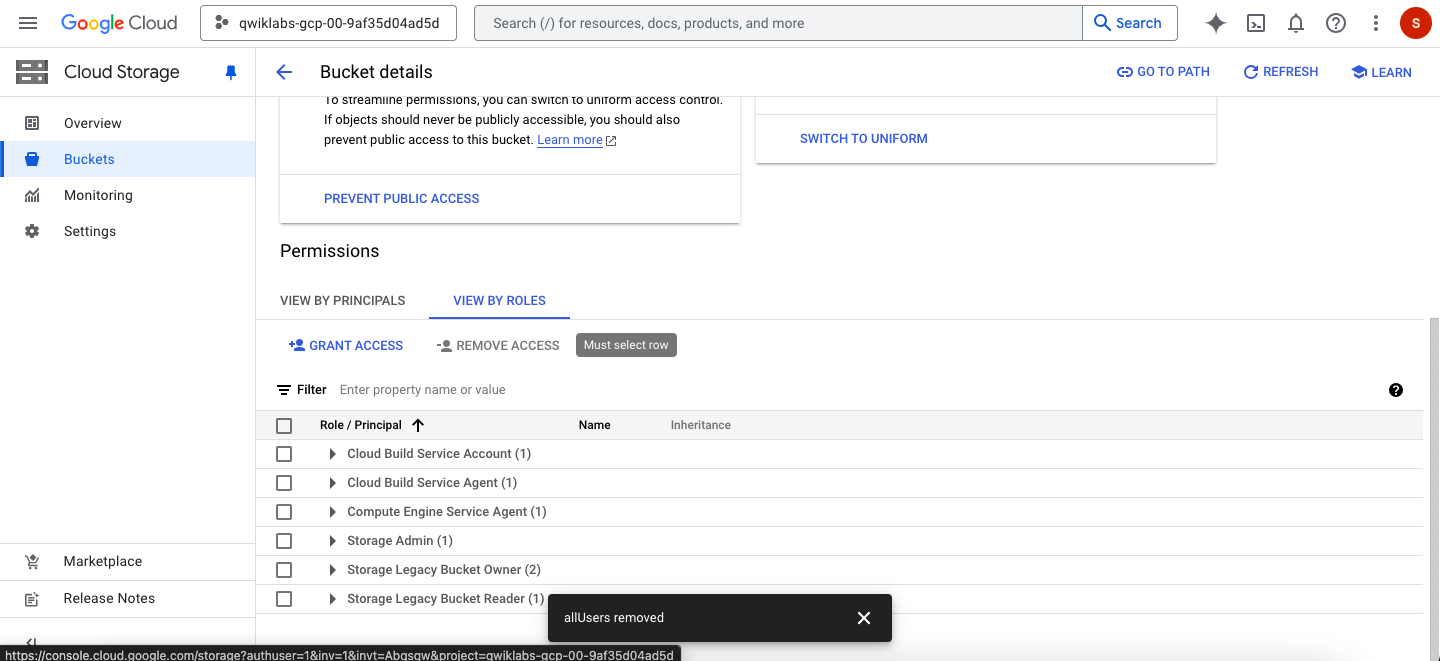 Google Cloud
qwiklabs-gcp-00-9af35d04ad5d
Search (/) for resources, docs, products, and more
Search
S
Cloud Storage
Bucket details
GO TO PATH
REFRESH
LEARN
Overview
Buckets
Monitoring
Settings
Marketplace
Release Notes
To streamline permissions, you can switch to uniform access control.
If objects should never be publicly accessible, you should also
prevent public access to this bucket. Learn more
PREVENT PUBLIC ACCESS
SWITCH TO UNIFORM
Permissions
VIEW BY PRINCIPALS
VIEW BY ROLES
GRANT ACCESS
REMOVE ACCESS
Must select row
Filter
Enter property name or value
Role / Principal
Name
Inheritance
Cloud Build Service Account (1)
Cloud Build Service Agent (1)
Compute Engine Service Agent (1)
Storage Admin (1)
Storage Legacy Bucket Owner (2)
Storage Legacy Bucket Reader (1)
allUsers removed
https://console.cloud.google.com/storage?authuser=1&inv=1&invt=Abgsgw&project=qwiklabs-gcp-00-9af35d04ad5d